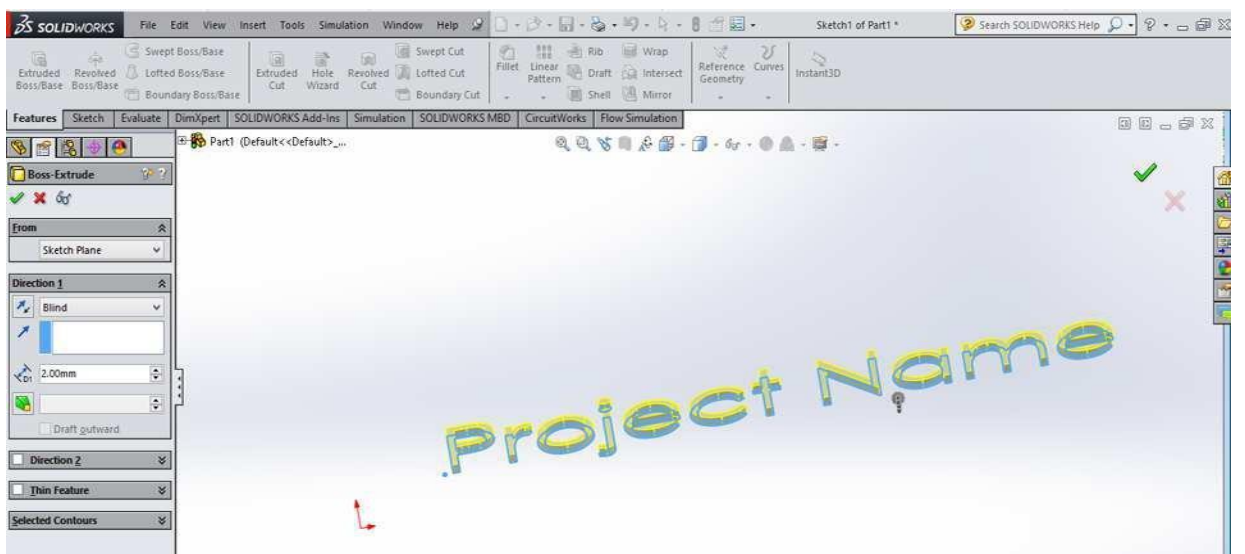 SOLIDWORKS File Edit View Insert Tools Simulation Window Help Sketch1 of Part1 * Search SOLIDWORKS Help ?
Extruded Boss/Base Revolved Boss/Base Swept Boss/Base Lofted Boss/Base Boundary Boss/Base Extruded Cut Hole Wizard Revolved Cut Swept Cut Lofted Cut Boundary Cut Fillet Linear Pattern Rib Draft Shell Wrap Intersect Mirror Reference Geometry Curves Instant3D
Features Sketch Evaluate DimXpert SOLIDWORKS Add-Ins Simulation SOLIDWORKS MBD CircuitWorks Flow Simulation
Part1 (Default<<Default>_...
Boss-Extrude ?
From
Sketch Plane
Direction 1
Blind
D1 2.00mm
Draft outward
Direction 2
Thin Feature
Selected Contours
Project Name